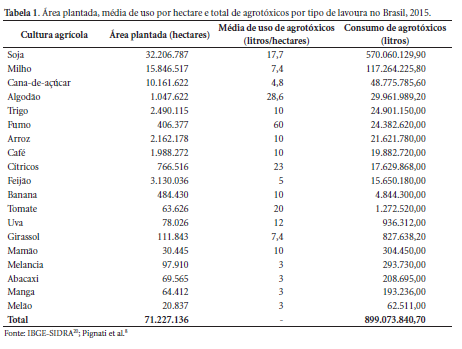 Tabela 1. Área plantada, média de uso por hectare e total de agrotóxicos por tipo de lavoura no Brasil, 2015.
Cultura agrícola Área plantada (hectares) Média de uso de agrotóxicos (litros/hectares) Consumo de agrotóxicos (litros)
Soja 32.206.787 17,7 570.060.129,90
Milho 15.846.517 7,4 117.264.225,80
Cana-de-açúcar 10.161.622 4,8 48.775.785,60
Algodão 1.047.622 28,6 29.961.989,20
Trigo 2.490.115 10 24.901.150,00
Fumo 406.377 60 24.382.620,00
Arroz 2.162.178 10 21.621.780,00
Café 1.988.272 10 19.882.720,00
Cítricos 766.516 23 17.629.868,00
Feijão 3.130.036 5 15.650.180,00
Banana 484.430 10 4.844.300,00
Tomate 63.626 20 1.272.520,00
Uva 78.026 12 936.312,00
Girassol 111.843 7,4 827.638,20
Mamão 30.445 10 304.450,00
Melancia 97.910 3 293.730,00
Abacaxi 69.565 3 208.695,00
Manga 64.412 3 193.236,00
Melão 20.837 3 62.511,00
Total 71.227.136 - 899.073.840,70
Fonte: IBGE-SIDRA²⁵; Pignati et al.⁸